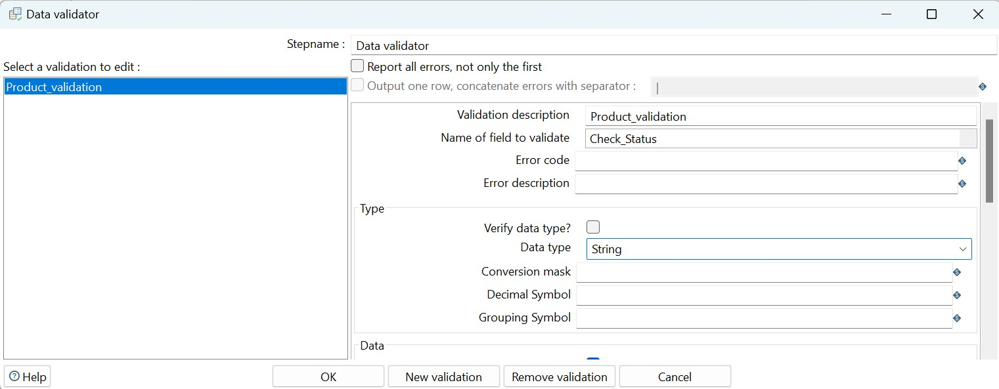 Data validator
Stepname : Data validator
Select a validation to edit :
Product_validation
Report all errors, not only the first
Output one row, concatenate errors with separator : |
Validation description Product_validation
Name of field to validate Check_Status
Error code
Error description
Type
Verify data type?
Data type String
Conversion mask
Decimal Symbol
Grouping Symbol
Data
Help OK New validation Remove validation Cancel